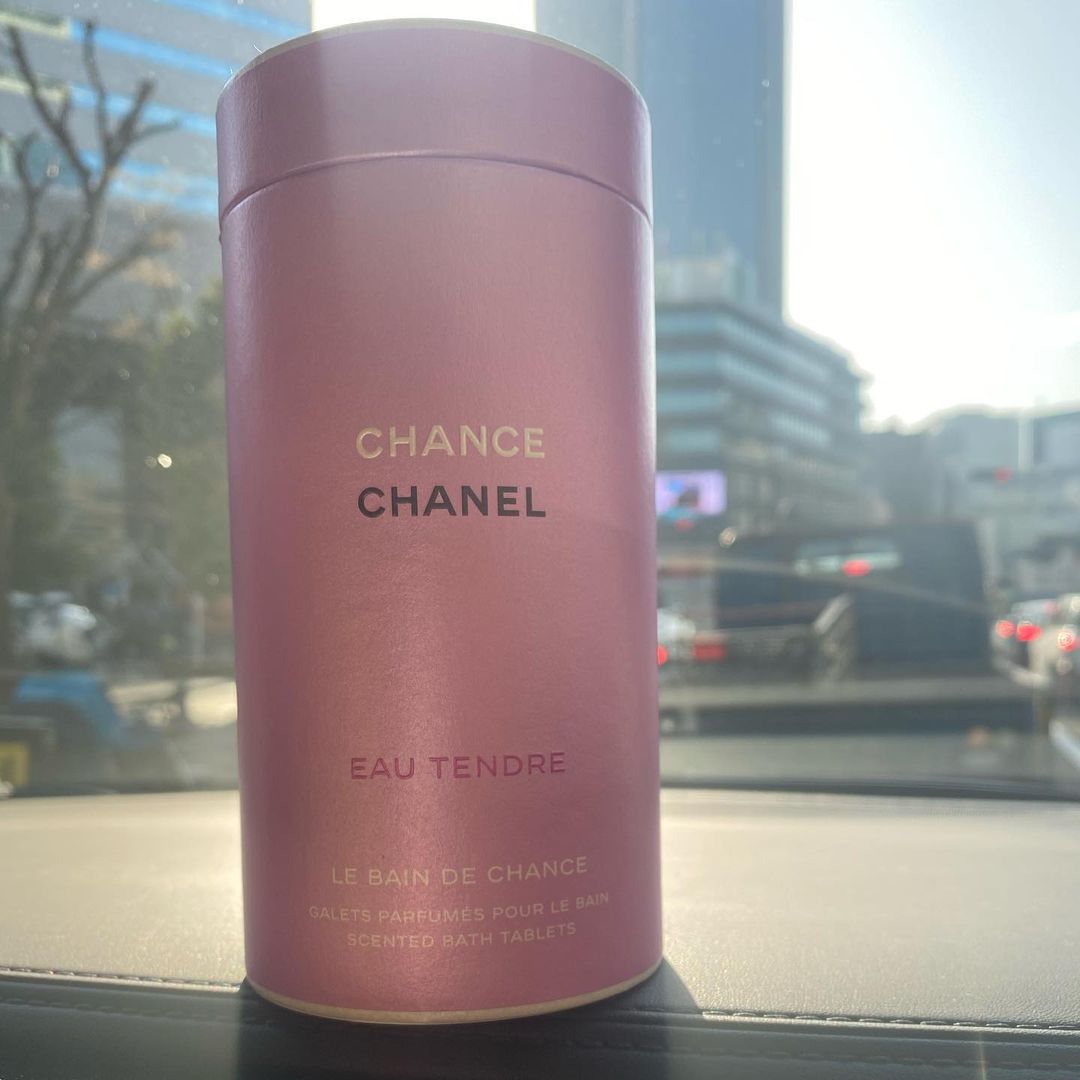 CHANCE
CHANEL
EAU TENDRE
LE BAIN DE CHANCE
GALETS PARFUMÉS POUR LE BAIN
SCENTED BATH TABLETS